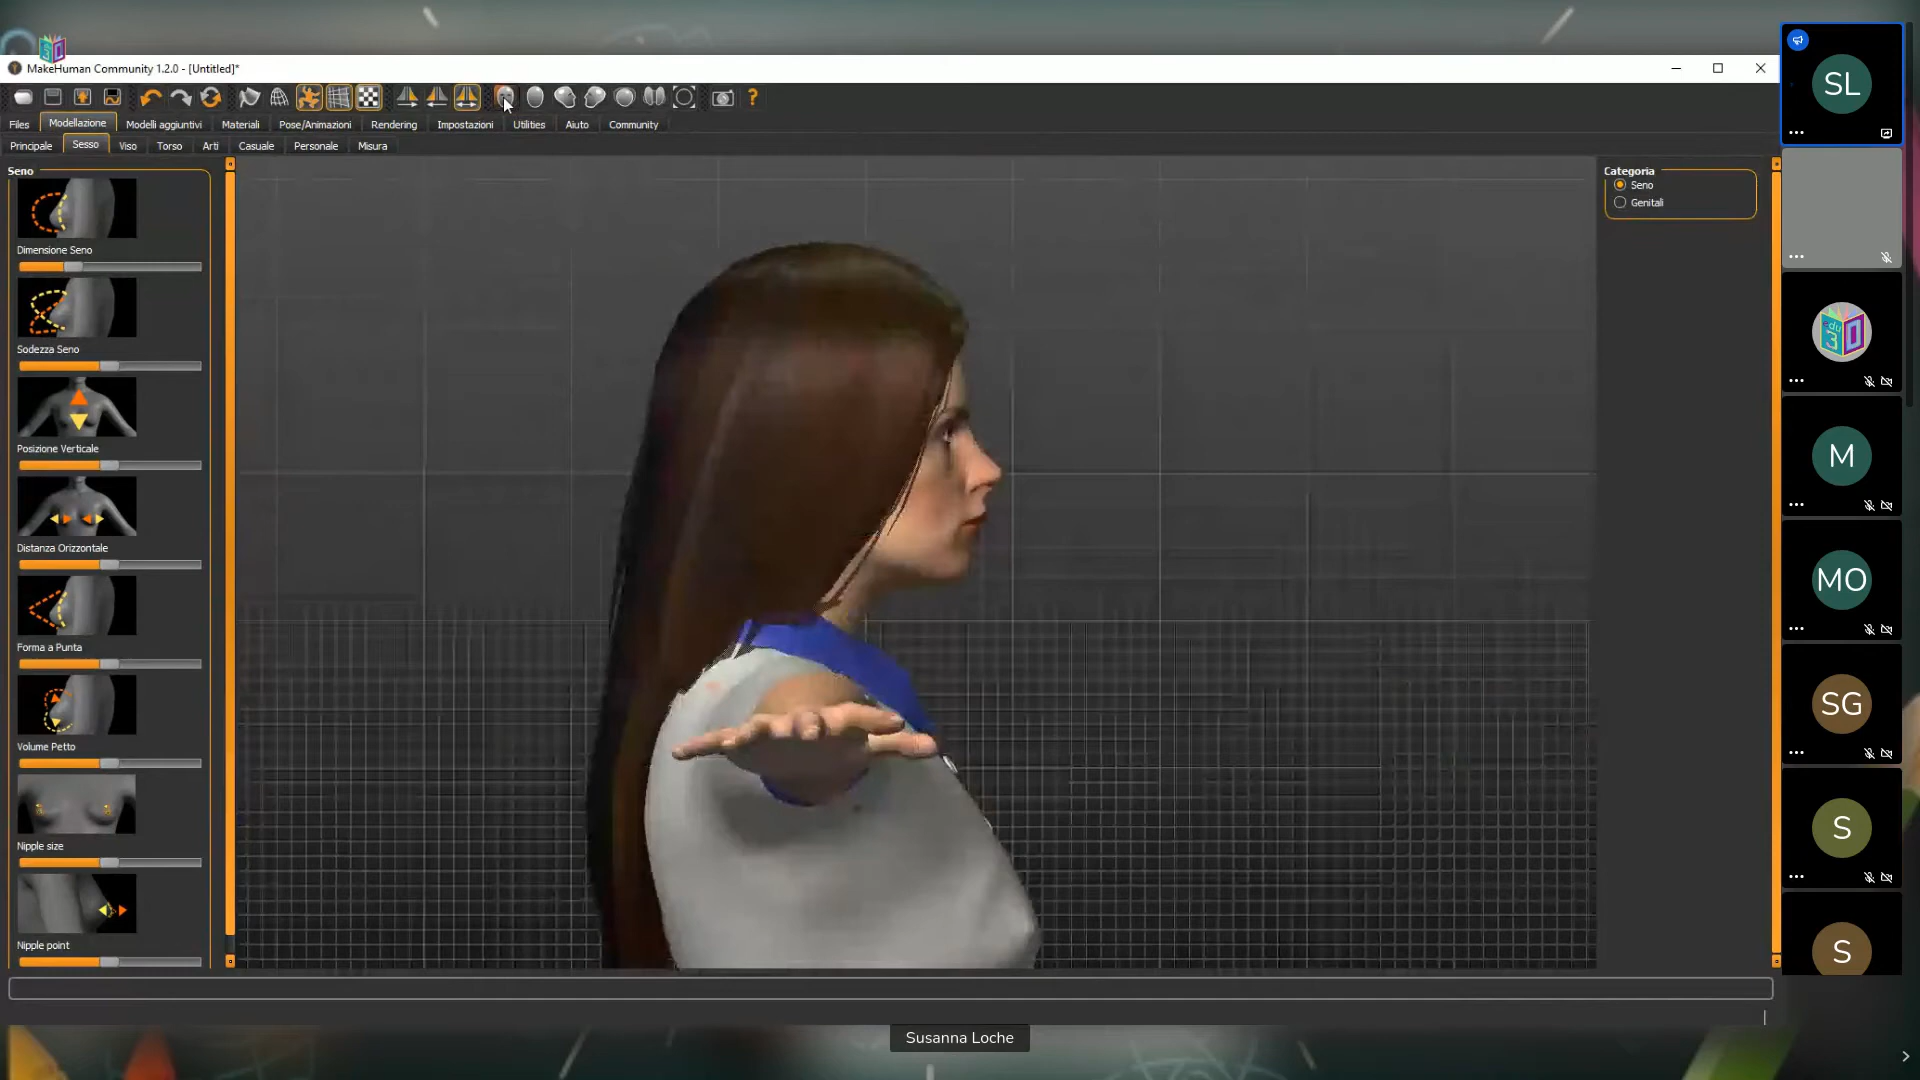 MakeHuman Community 1.2.0 - [Untitled]*
Files Modellazione Modelli aggiuntivi Materiali Pose/Animazioni Rendering Impostazioni Utilities Aiuto Community
Principale Sesso Viso Torso Arti Casuale Personale Misura
Seno
Dimensione Seno
Sodezza Seno
Posizione Verticale
Distanza Orizzontale
Forma a Punta
Volume Petto
Nipple size
Nipple point
Categoria
Seno
Genitali
SL
edu
3D
M
MO
SG
S
S
Susanna Loche